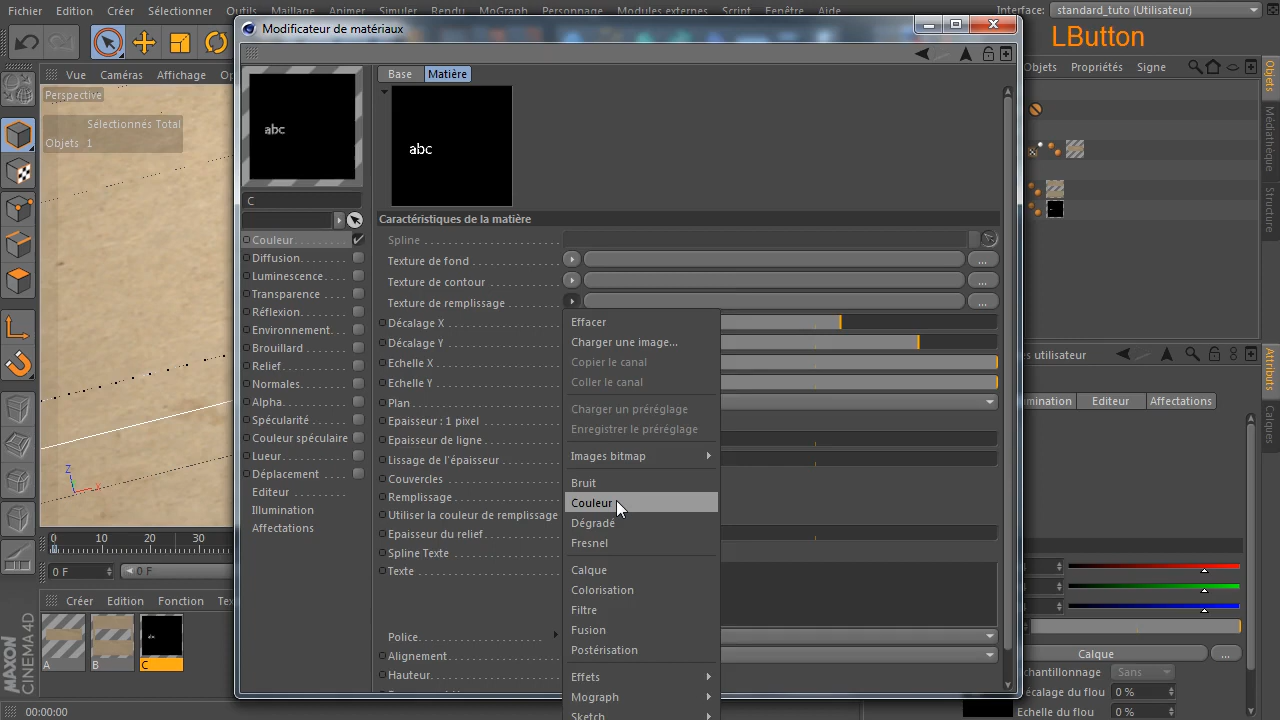 Fichier Edition Créer Sélectionner Outils Maillage Animer Simuler Rendu MoGraph Personnage Modules externes Script Fenêtre Aide Interface: standard_tuto (Utilisateur)
Modificateur de matériaux
LButton
Vue Caméras Affichage Op
Objets Propriétés Signe
Base Matière
Perspective
Sélectionnés Total
Objets 1
abc
abc
C
Caractéristiques de la matière
Couleur
Diffusion
Luminescence
Transparence
Réflexion
Environnement
Brouillard
Relief
Normales
Alpha
Spécularité
Couleur spéculaire
Lueur
Déplacement
Editeur
Illumination
Affectations
Spline
Texture de fond ...
Texture de contour ...
Texture de remplissage ...
Décalage X
Décalage Y
Echelle X
Echelle Y
Plan
Epaisseur : 1 pixel
Epaisseur de ligne
Lissage de l'épaisseur
Couvercles
Remplissage
Utiliser la couleur de remplissage
Epaisseur du relief
Spline Texte
Texte
Police
Alignement
Hauteur
Effacer
Charger une image...
Copier le canal
Coller le canal
Charger un préréglage
Enregistrer le préréglage
Images bitmap
Bruit
Couleur
Dégradé
Fresnel
Calque
Colorisation
Filtre
Fusion
Postérisation
Effets
Mograph
Sketch
Objets
Médiathèque
Structure
Attributs
Calques
es utilisateur
mination Editeur Affectations
Calque ...
chantillonnage Sans
écalage du flou 0 %
Echelle du flou 0 %
Z
X
0 10 20 30
0 F 0 F
Créer Edition Fonction Tex
A B C
MAXON
CINEMA 4D
00:00:00